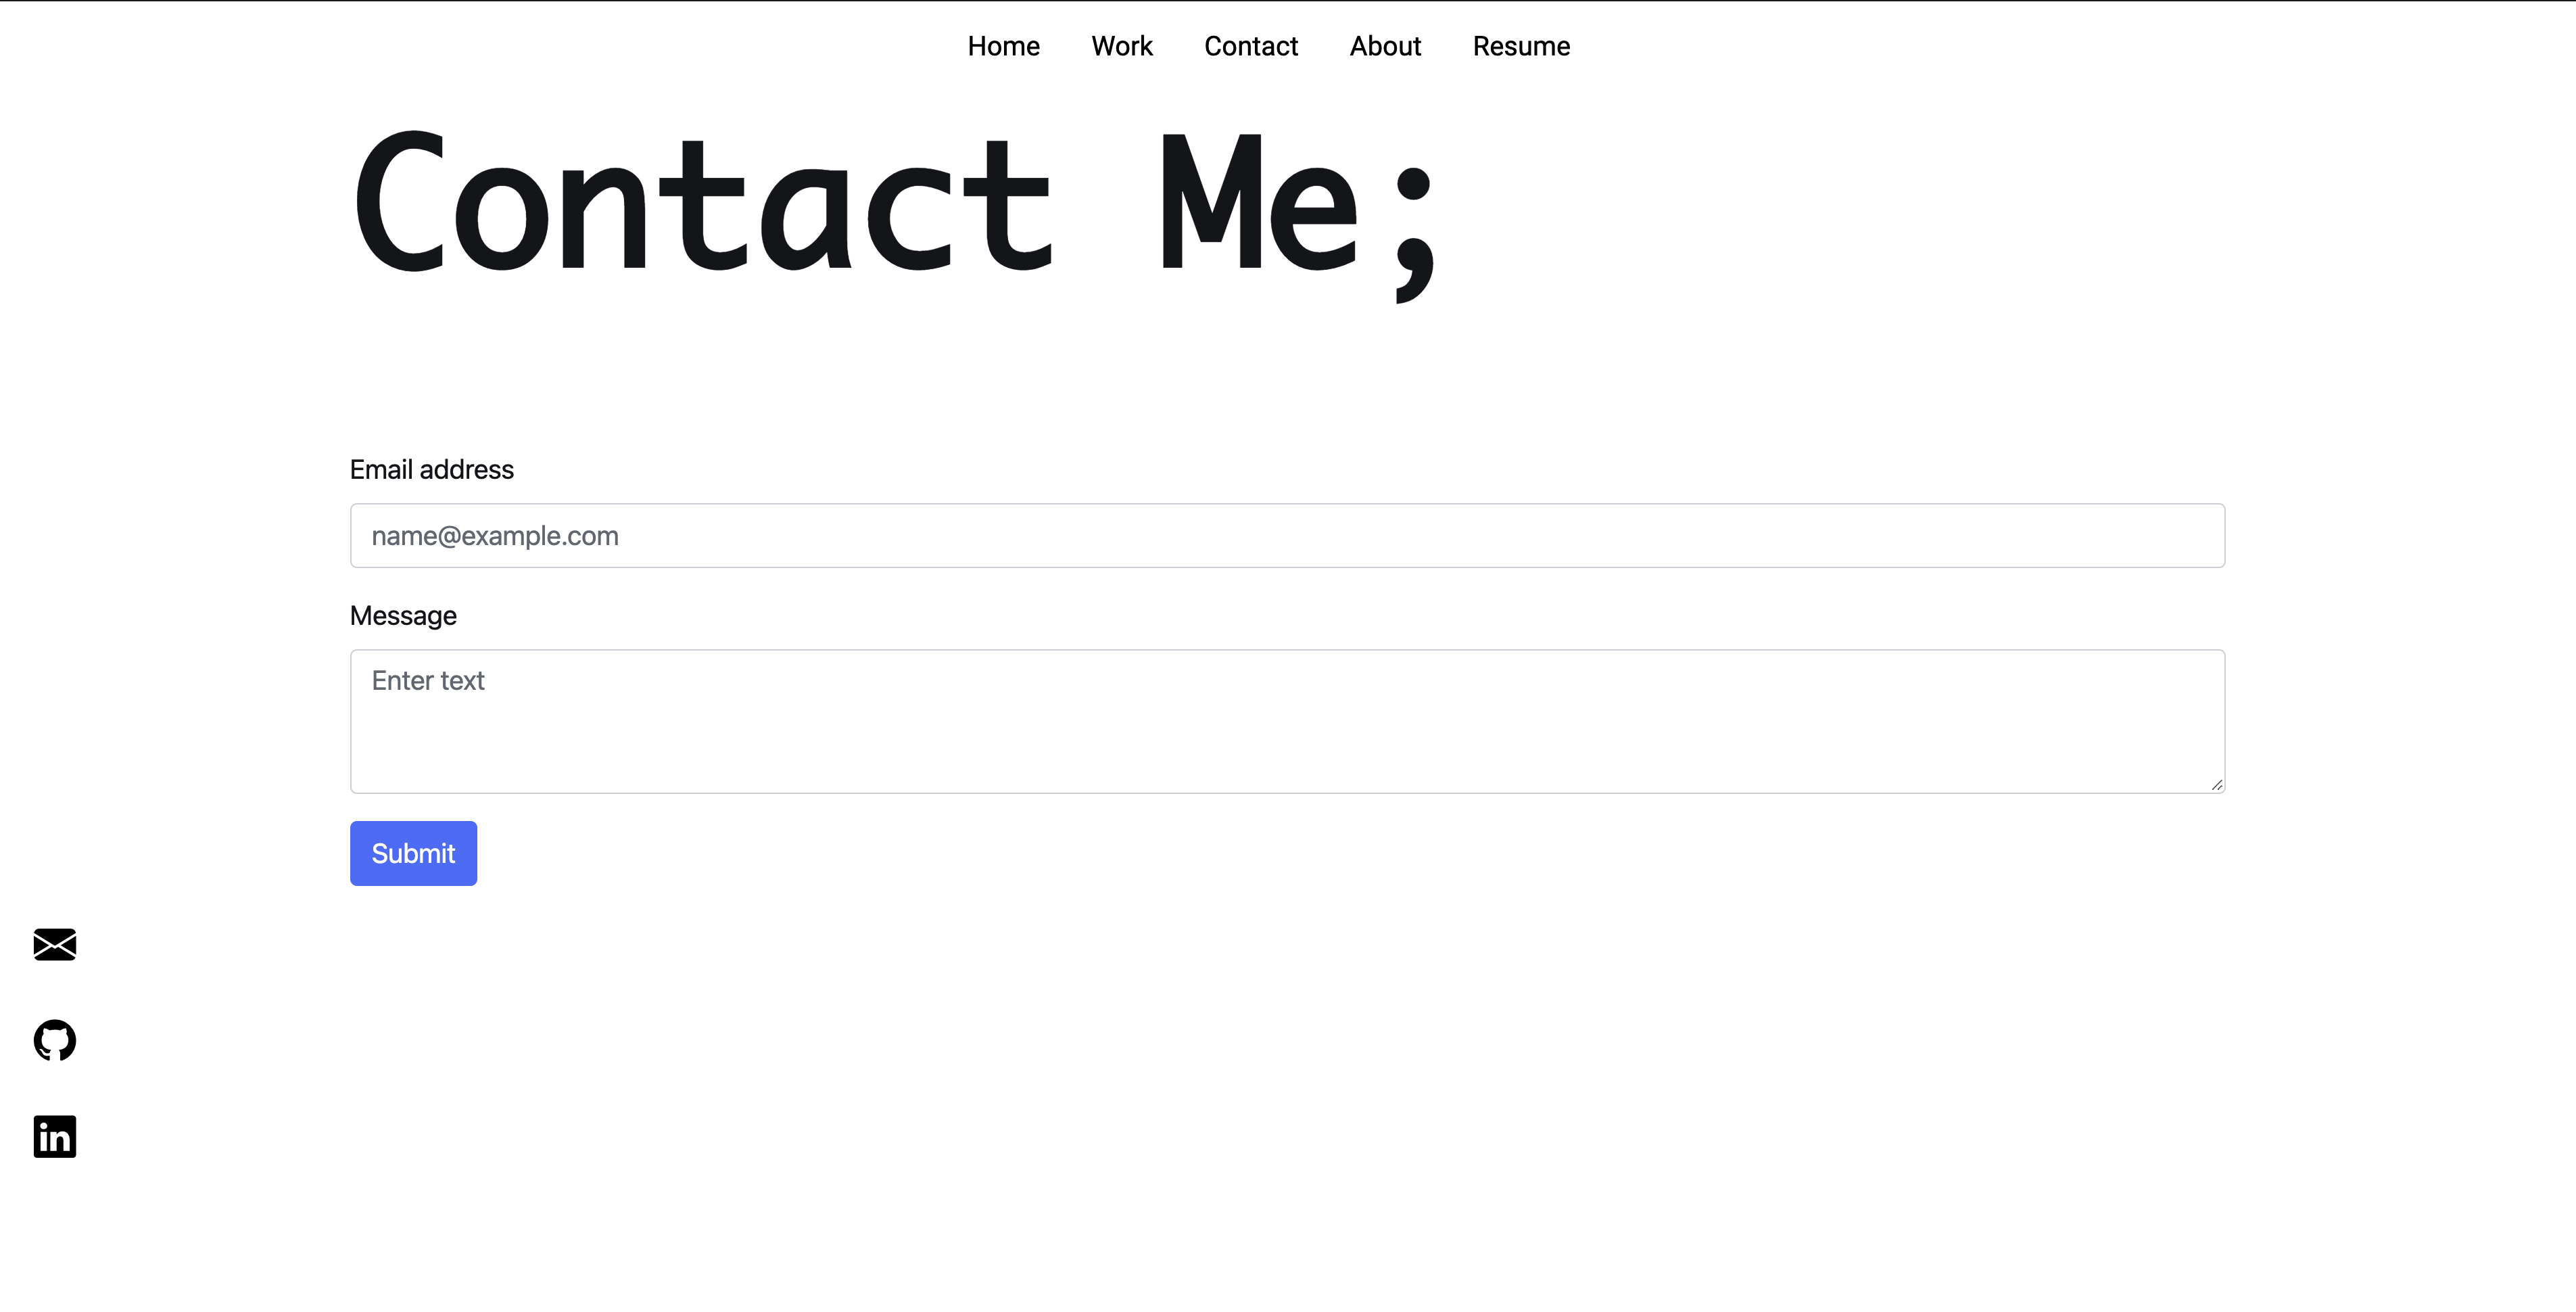 Home Work Contact About Resume
Contact Me;
Email address
name@example.com
Message
Enter text
Submit
in